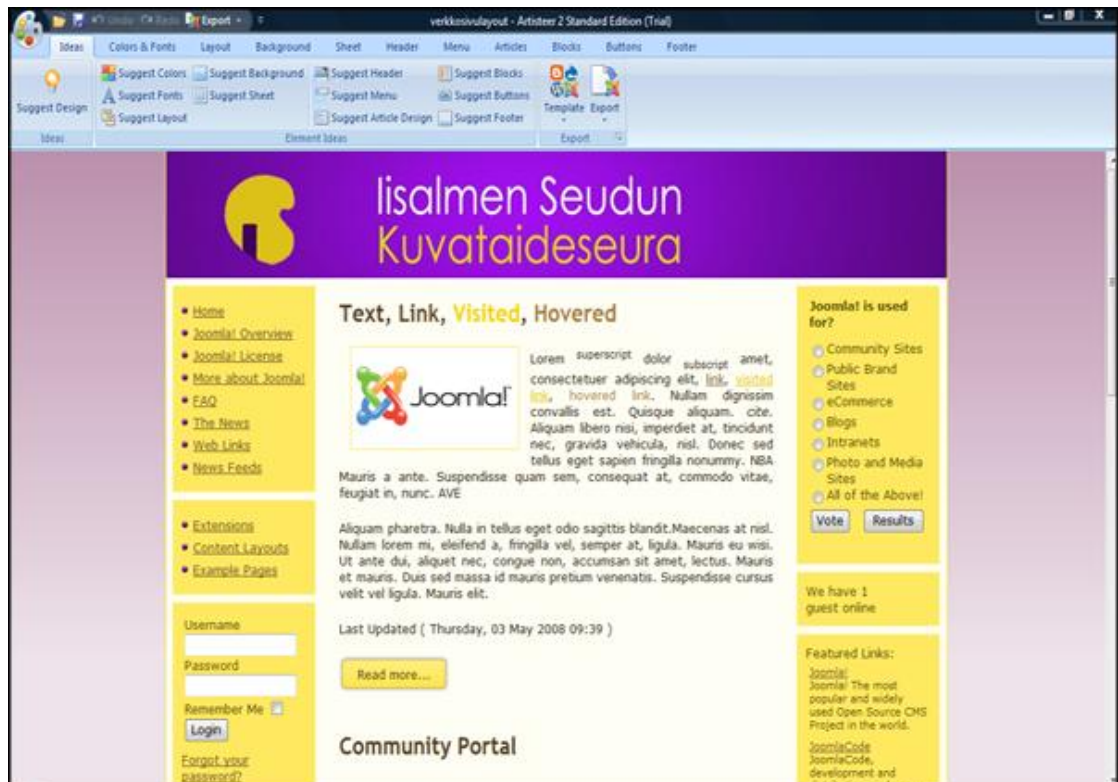 Undo Redo Export verkkosivulayout - Artisteer 2 Standard Edition (Trial)
Ideas Colors & Fonts Layout Background Sheet Header Menu Articles Blocks Buttons Footer
Suggest Design
Ideas
Suggest Colors Suggest Background Suggest Header Suggest Blocks
Suggest Fonts Suggest Sheet Suggest Menu Suggest Buttons
Suggest Layout Suggest Article Design Suggest Footer
Element Ideas
Template Export
Export
Iisalmen Seudun
Kuvataideseura
Home
Joomla! Overview
Joomla! License
More about Joomla!
FAQ
The News
Web Links
News Feeds
Extensions
Content Layouts
Example Pages
Username
Password
Remember Me
Login
Forgot your
password?
Text, Link, Visited, Hovered
Joomla!
Lorem superscript dolor subscript amet,
consectetuer adipiscing elit, link, visited
link, hovered link. Nullam dignissim
convallis est. Quisque aliquam. cite.
Aliquam libero nisi, imperdiet at, tincidunt
nec, gravida vehicula, nisl. Donec sed
tellus eget sapien fringilla nonummy. NBA
Mauris a ante. Suspendisse quam sem, consequat at, commodo vitae,
feugiat in, nunc. AVE
Aliquam pharetra. Nulla in tellus eget odio sagittis blandit.Maecenas at nisl.
Nullam lorem mi, eleifend a, fringilla vel, semper at, ligula. Mauris eu wisi.
Ut ante dui, aliquet nec, congue non, accumsan sit amet, lectus. Mauris
et mauris. Duis sed massa id mauris pretium venenatis. Suspendisse cursus
velit vel ligula. Mauris elit.
Last Updated ( Thursday, 03 May 2008 09:39 )
Read more...
Community Portal
Joomla! is used
for?
Community Sites
Public Brand
Sites
eCommerce
Blogs
Intranets
Photo and Media
Sites
All of the Above!
Vote Results
We have 1
guest online
Featured Links:
Joomla!
Joomla! The most
popular and widely
used Open Source CMS
Project in the world.
JoomlaCode
JoomlaCode,
development and